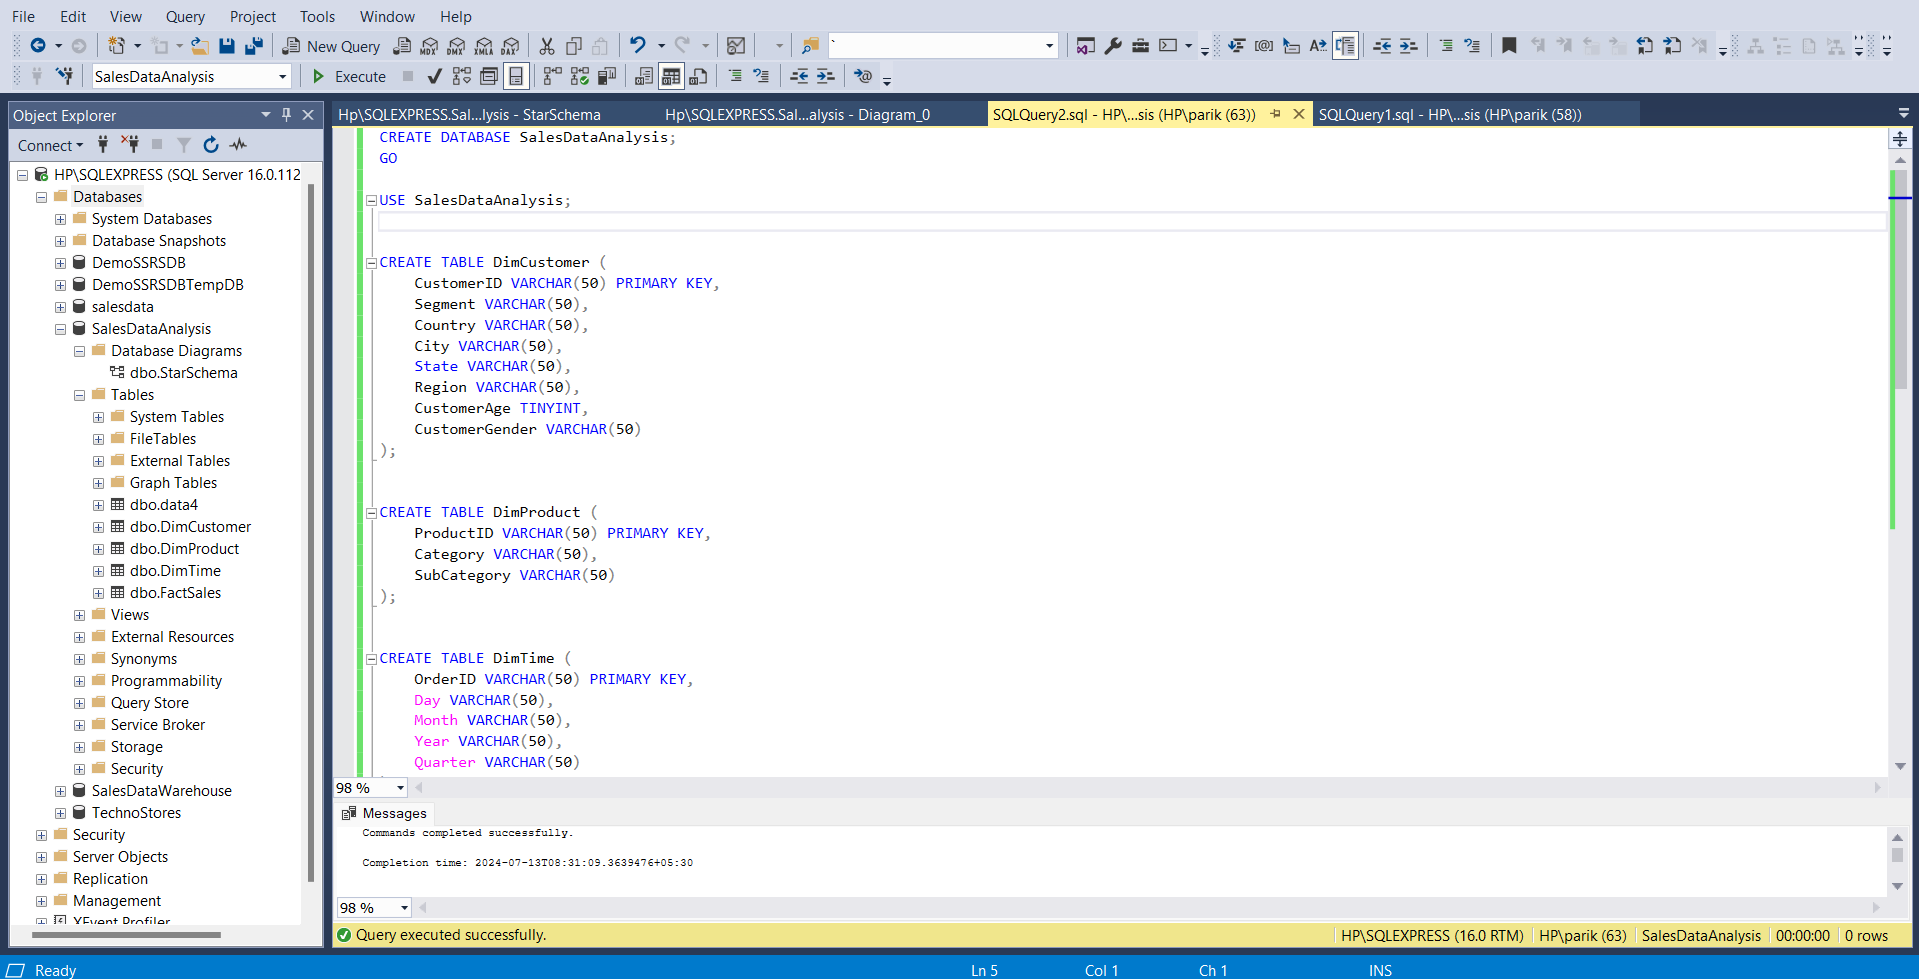 File Edit View Query Project Tools Window Help
New Query MDX DMX XMLA DAX `
SalesDataAnalysis Execute
Object Explorer
Connect
HP\SQLEXPRESS (SQL Server 16.0.112
Databases
System Databases
Database Snapshots
DemoSSRSDB
DemoSSRSDBTempDB
salesdata
SalesDataAnalysis
Database Diagrams
dbo.StarSchema
Tables
System Tables
FileTables
External Tables
Graph Tables
dbo.data4
dbo.DimCustomer
dbo.DimProduct
dbo.DimTime
dbo.FactSales
Views
External Resources
Synonyms
Programmability
Query Store
Service Broker
Storage
Security
SalesDataWarehouse
TechnoStores
Security
Server Objects
Replication
Management
XEvent Profiler
Hp\SQLEXPRESS.Sal...lysis - StarSchema Hp\SQLEXPRESS.Sal...alysis - Diagram_0 SQLQuery2.sql - HP\...sis (HP\parik (63)) SQLQuery1.sql - HP\...sis (HP\parik (58))
CREATE DATABASE SalesDataAnalysis;
GO
USE SalesDataAnalysis;
CREATE TABLE DimCustomer (
CustomerID VARCHAR(50) PRIMARY KEY,
Segment VARCHAR(50),
Country VARCHAR(50),
City VARCHAR(50),
State VARCHAR(50),
Region VARCHAR(50),
CustomerAge TINYINT,
CustomerGender VARCHAR(50)
);
CREATE TABLE DimProduct (
ProductID VARCHAR(50) PRIMARY KEY,
Category VARCHAR(50),
SubCategory VARCHAR(50)
);
CREATE TABLE DimTime (
OrderID VARCHAR(50) PRIMARY KEY,
Day VARCHAR(50),
Month VARCHAR(50),
Year VARCHAR(50),
Quarter VARCHAR(50)
98 %
Messages
Commands completed successfully.
Completion time: 2024-07-13T08:31:09.3639476+05:30
98 %
Query executed successfully. HP\SQLEXPRESS (16.0 RTM) HP\parik (63) SalesDataAnalysis 00:00:00 0 rows
Ready Ln 5 Col 1 Ch 1 INS